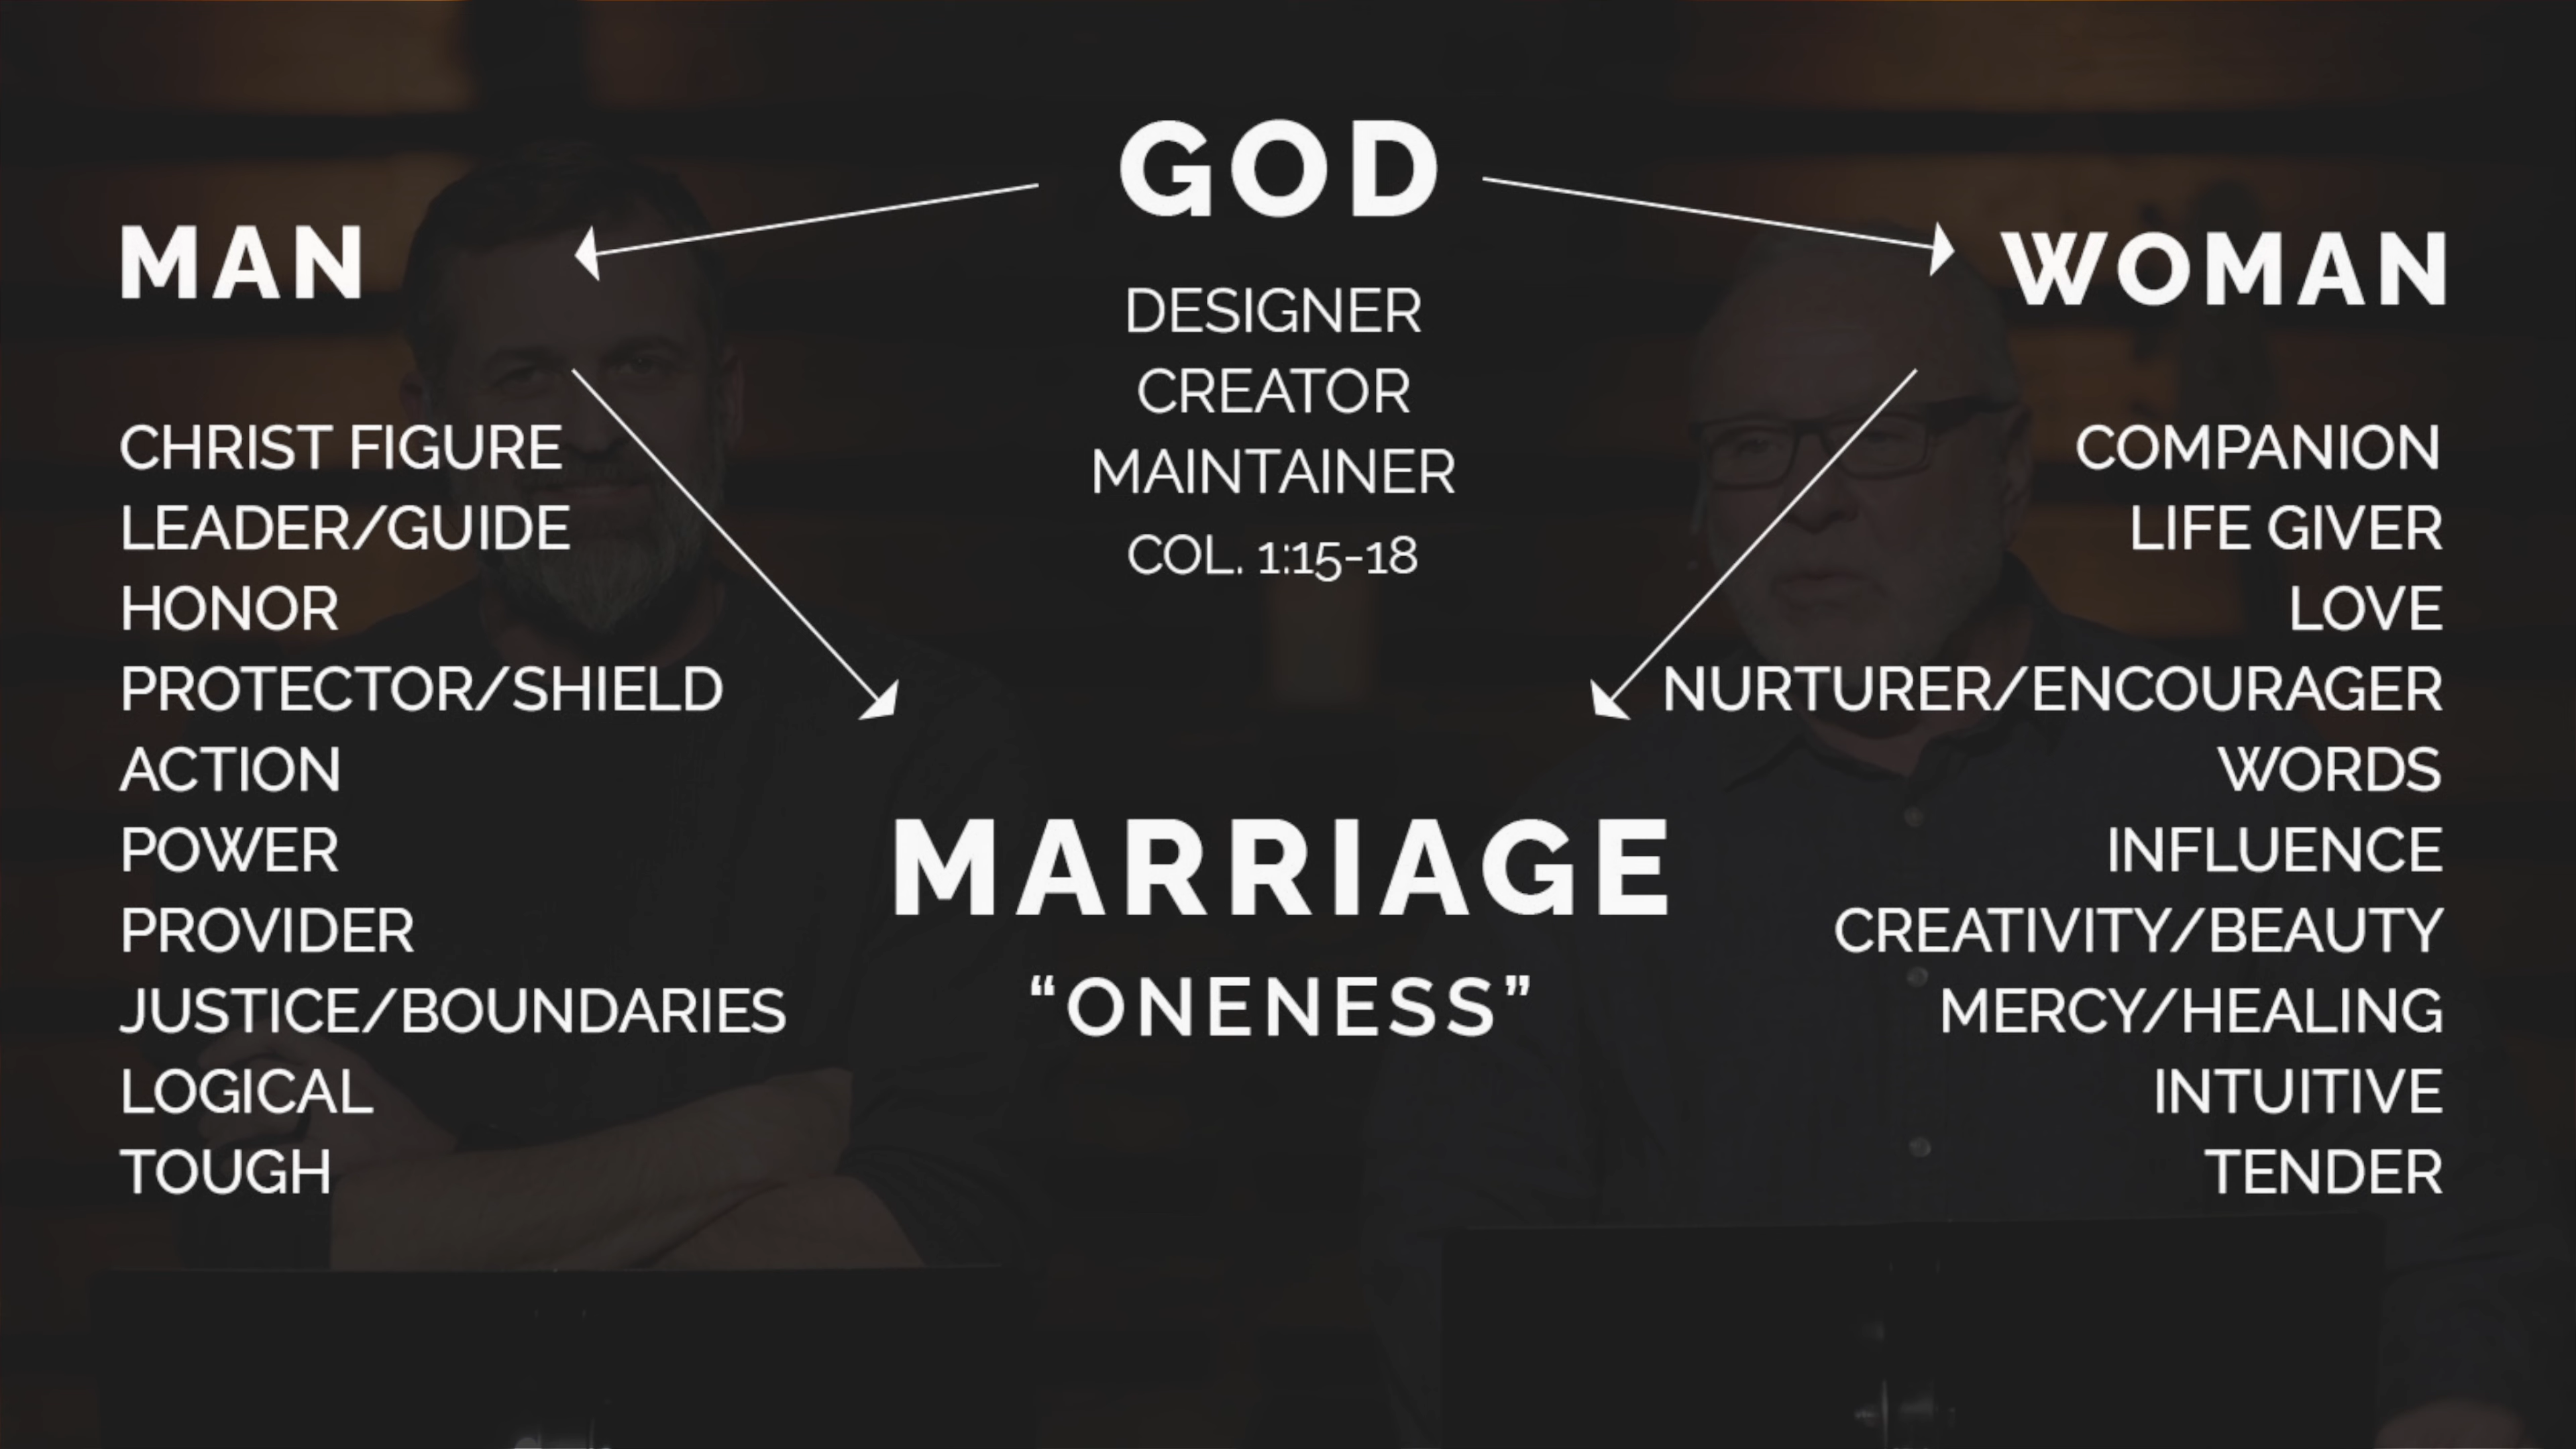 GOD
DESIGNER
CREATOR
MAINTAINER
COL. 1:15-18
MAN
CHRIST FIGURE
LEADER/GUIDE
HONOR
PROTECTOR/SHIELD
ACTION
POWER
PROVIDER
JUSTICE/BOUNDARIES
LOGICAL
TOUGH
WOMAN
COMPANION
LIFE GIVER
LOVE
NURTURER/ENCOURAGER
WORDS
INFLUENCE
CREATIVITY/BEAUTY
MERCY/HEALING
INTUITIVE
TENDER
MARRIAGE
“ONENESS”